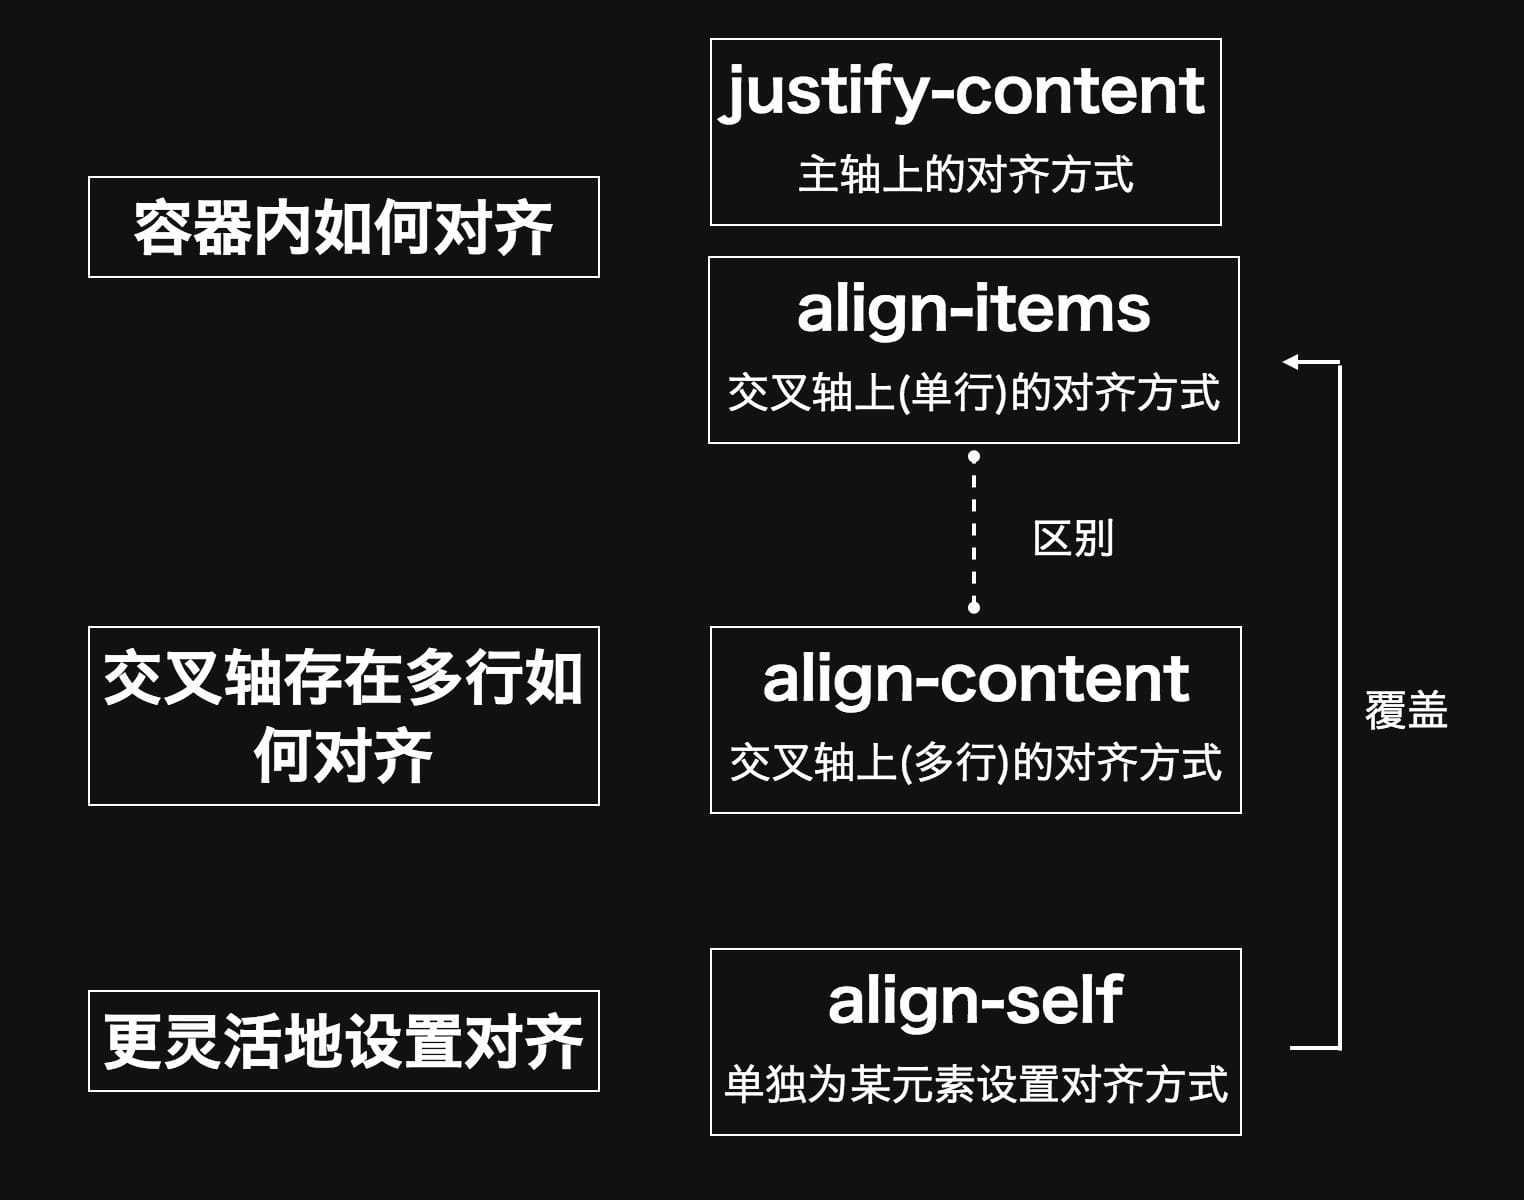 容器内如何对齐
justify-content
主轴上的对齐方式
align-items
交叉轴上(单行)的对齐方式
区别
交叉轴存在多行如
何对齐
align-content
交叉轴上(多行)的对齐方式
覆盖
更灵活地设置对齐
align-self
单独为某元素设置对齐方式